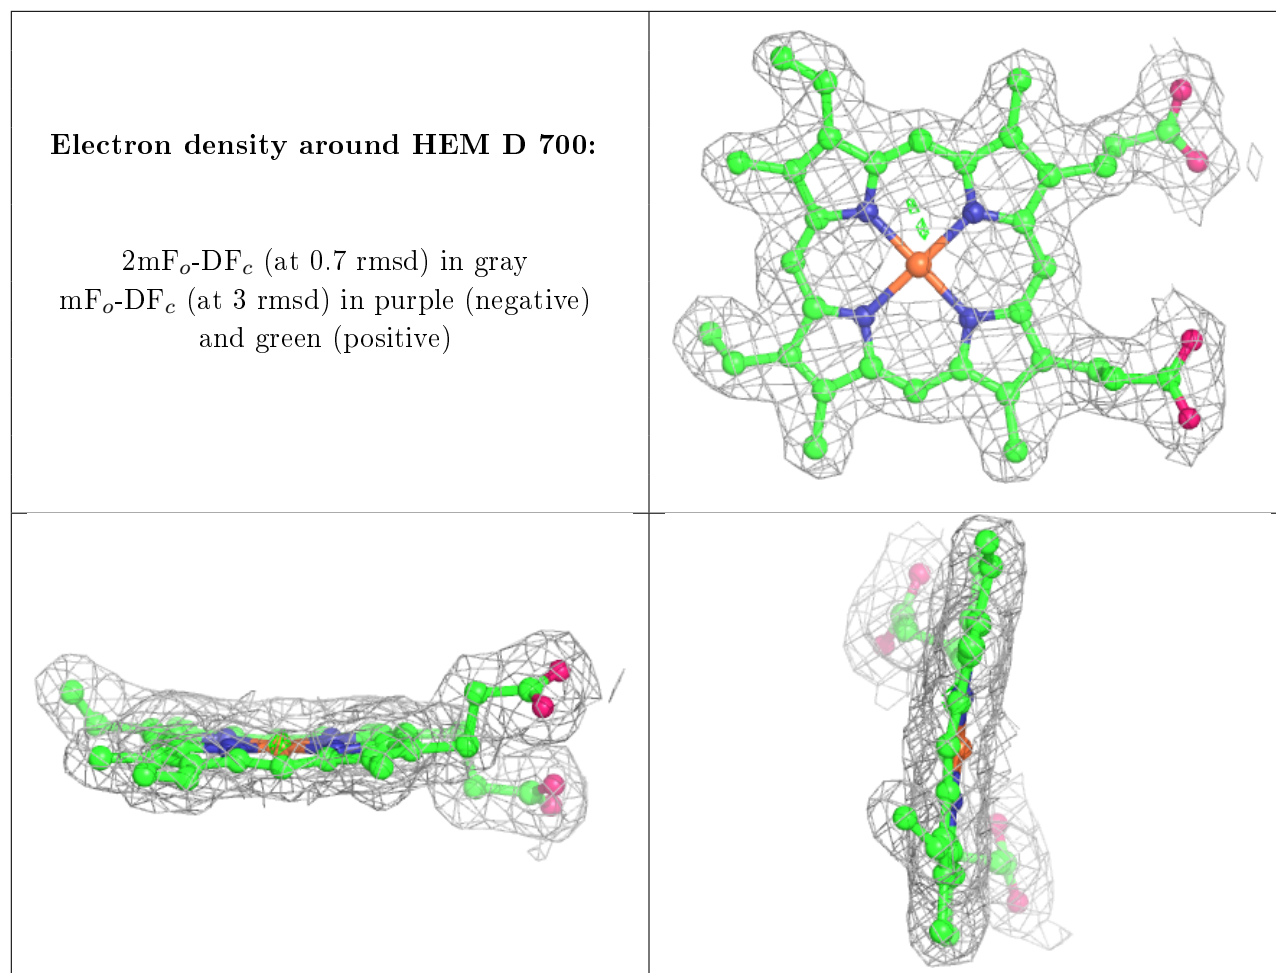 Electron density around HEM D 700:
2mFₒ-DF𝒸 (at 0.7 rmsd) in gray
mFₒ-DF𝒸 (at 3 rmsd) in purple (negative)
and green (positive)